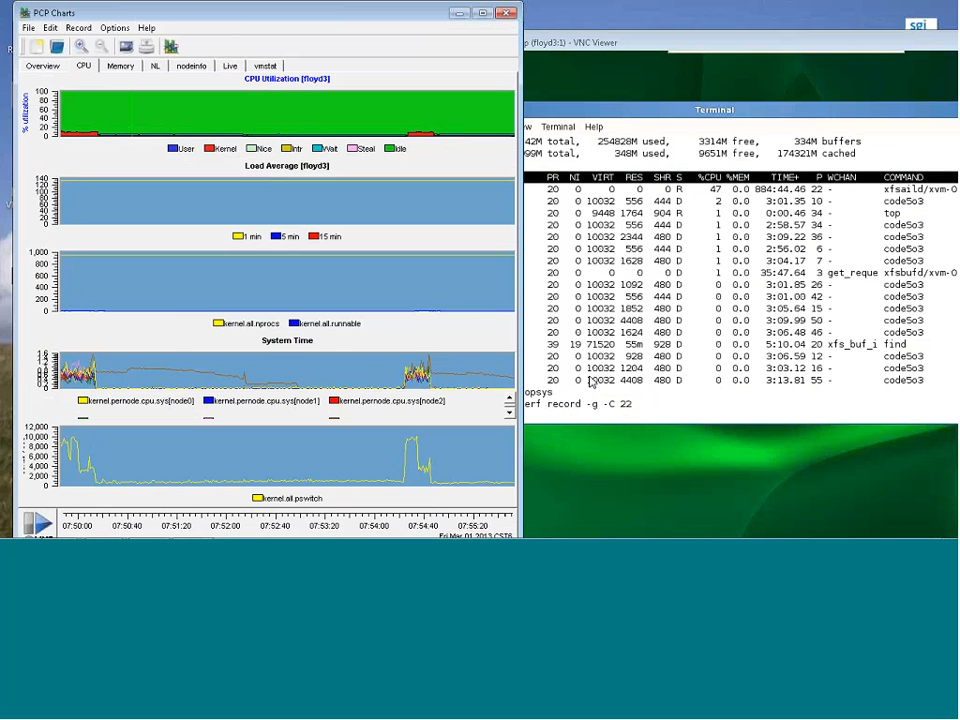 PCP Charts
File Edit Record Options Help
Overview CPU Memory NL nodeinfo Live vmstat
CPU Utilization [floyd3]
% utilization
100
80
60
40
20
0
User Kernel Nice Intr Wait Steal Idle
Load Average [floyd3]
140
120
100
80
60
40
20
0
1 min 5 min 15 min
1,000
800
600
400
200
kernel.all.nprocs kernel.all.runnable
System Time
kernel.pernode.cpu.sys[node0] kernel.pernode.cpu.sys[node1] kernel.pernode.cpu.sys[node2]
12,000
10,000
8,000
6,000
4,000
2,000
0
kernel.all.pswitch
07:50:00 07:50:40 07:51:20 07:52:00 07:52:40 07:53:20 07:54:00 07:54:40 07:55:20
Fri Mar 01 2013 CST6
sgi
p (floyd3:1) - VNC Viewer
Terminal
w Terminal Help
42M total, 254828M used, 3314M free, 334M buffers
99M total, 348M used, 9651M free, 174321M cached
PR NI VIRT RES SHR S %CPU %MEM TIME+ P WCHAN COMMAND
20 0 0 0 0 R 47 0.0 884:44.46 22 - xfsaild/xvm-0
20 0 10032 556 444 D 2 0.0 3:01.35 10 - code5o3
20 0 9448 1764 904 R 1 0.0 0:00.46 34 - top
20 0 10032 556 444 D 1 0.0 2:58.57 34 - code5o3
20 0 10032 2344 480 D 1 0.0 3:09.22 36 - code5o3
20 0 10032 556 444 D 1 0.0 2:56.02 6 - code5o3
20 0 10032 1628 480 D 1 0.0 3:04.17 7 - code5o3
20 0 0 0 0 D 1 0.0 35:47.64 3 get_reque xfsbufd/xvm-0
20 0 10032 1092 480 D 0 0.0 3:01.85 26 - code5o3
20 0 10032 556 444 D 0 0.0 3:01.00 42 - code5o3
20 0 10032 1852 480 D 0 0.0 3:05.64 15 - code5o3
20 0 10032 4408 480 D 0 0.0 3:09.99 50 - code5o3
20 0 10032 1624 480 D 0 0.0 3:06.48 46 - code5o3
39 19 71520 55m 928 D 0 0.0 5:10.04 20 xfs_buf_i find
20 0 10032 928 480 D 0 0.0 3:06.59 12 - code5o3
20 0 10032 1204 480 D 0 0.0 3:03.12 16 - code5o3
20 0 10032 4408 480 D 0 0.0 3:13.81 55 - code5o3
opsys
erf record -g -C 22